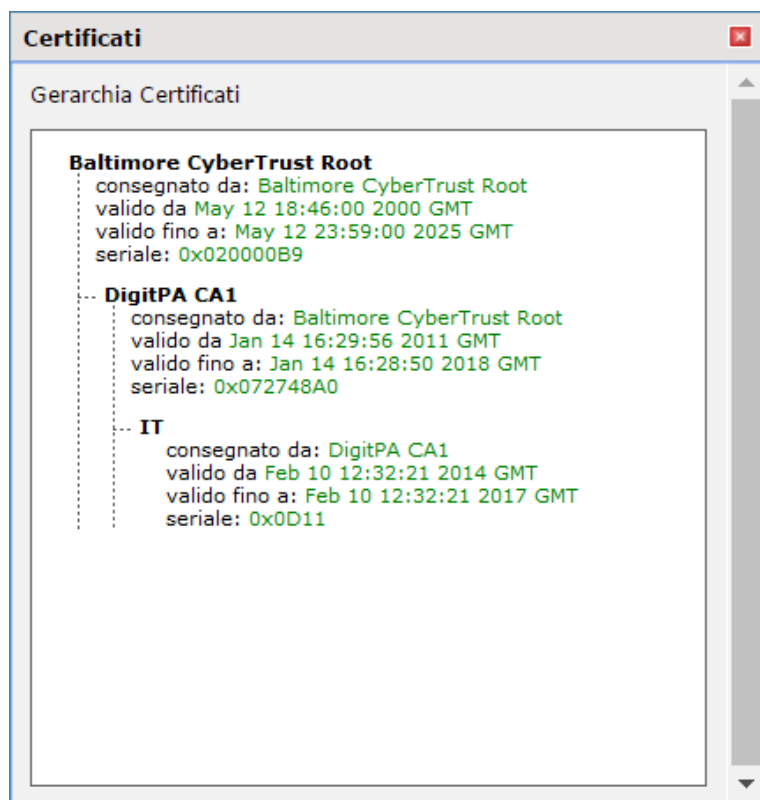 Certificati
Gerarchia Certificati
Baltimore CyberTrust Root
consegnato da: Baltimore CyberTrust Root
valido da May 12 18:46:00 2000 GMT
valido fino a: May 12 23:59:00 2025 GMT
seriale: 0x020000B9
DigitPA CA1
consegnato da: Baltimore CyberTrust Root
valido da Jan 14 16:29:56 2011 GMT
valido fino a: Jan 14 16:28:50 2018 GMT
seriale: 0x072748A0
IT
consegnato da: DigitPA CA1
valido da Feb 10 12:32:21 2014 GMT
valido fino a: Feb 10 12:32:21 2017 GMT
seriale: 0x0D11